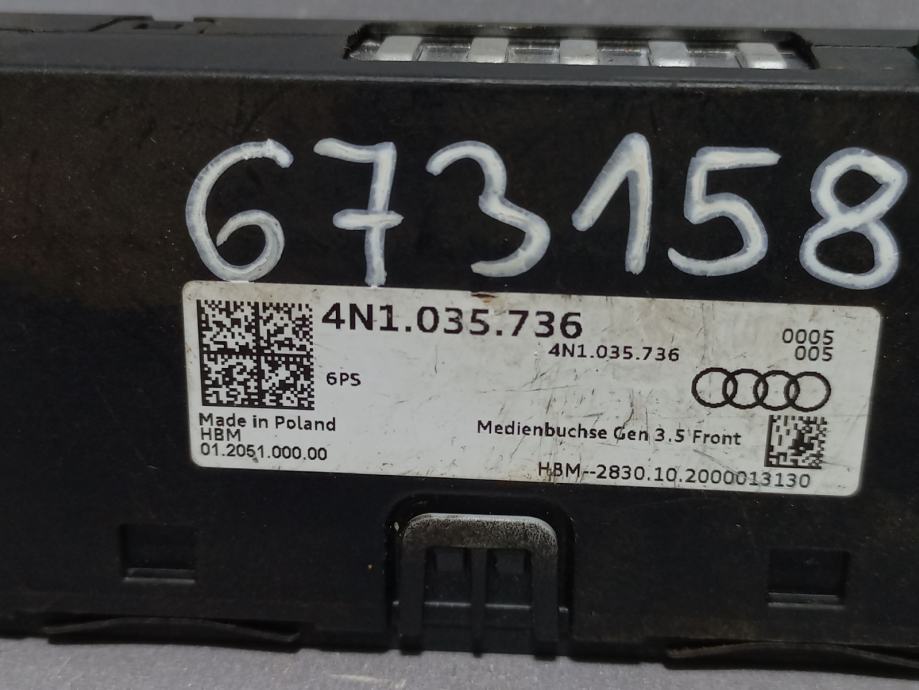 673158
4N1.035.736
4N1.035.736
0005
005
6PS
Made in Poland
HBM
01.2051.000.00
Medienbuchse Gen 3.5 Front
HBM--2830.10.2000013130